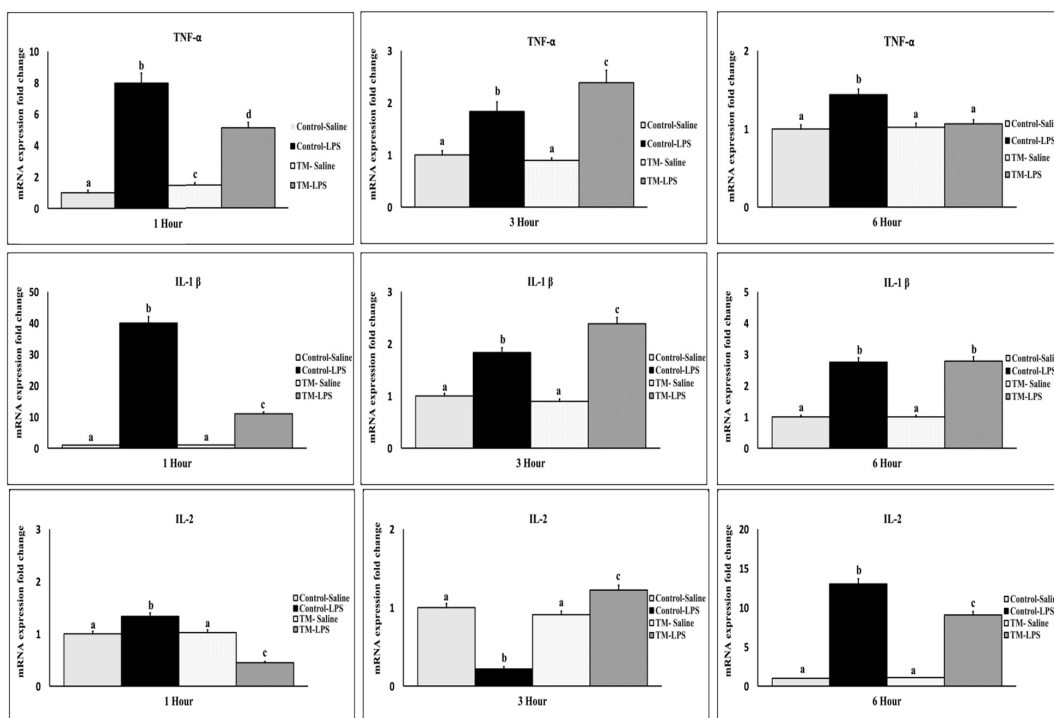 TNF-α
mRNA expression fold change
10
8
6
4
2
0
a
b
c
d
Control-Saline
Control-LPS
TM- Saline
TM-LPS
1 Hour
TNF-α
mRNA expression fold change
3
2
1
0
a
b
a
c
Control-Saline
Control-LPS
TM- Saline
TM-LPS
3 Hour
TNF-α
mRNA expression fold change
2
1
0
a
b
a
a
Control-Saline
Control-LPS
TM- Saline
TM-LPS
6 Hour
IL-1 β
mRNA expression fold change
50
40
30
20
10
0
a
b
a
c
Control-Saline
Control-LPS
TM- Saline
TM-LPS
1 Hour
IL-1 β
mRNA expression fold change
3
2
1
0
a
b
a
c
Control-Saline
Control-LPS
TM- Saline
TM-LPS
3 Hour
IL-1 β
mRNA expression fold change
5
4
3
2
1
0
a
b
a
b
Control-Saline
Control-LPS
TM- Saline
TM-LPS
6 Hour
IL-2
mRNA expression fold change
3
2
1
0
a
b
a
c
Control-Saline
Control-LPS
TM- Saline
TM-LPS
1 Hour
IL-2
mRNA expression fold change
2
1
0
a
b
a
c
Control-Saline
Control-LPS
TM- Saline
TM-LPS
3 Hour
IL-2
mRNA expression fold change
20
15
10
5
0
a
b
a
c
Control-Saline
Control-LPS
TM- Saline
TM-LPS
6 Hour